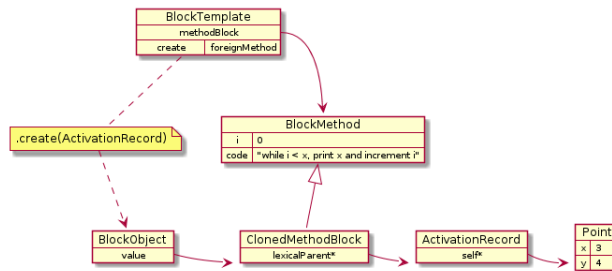 BlockTemplate
methodBlock
create foreignMethod
.create(ActivationRecord)
BlockMethod
i 0
code "while i < x, print x and increment i"
BlockObject
value
ClonedMethodBlock
lexicalParent*
ActivationRecord
self*
Point
x 3
y 4